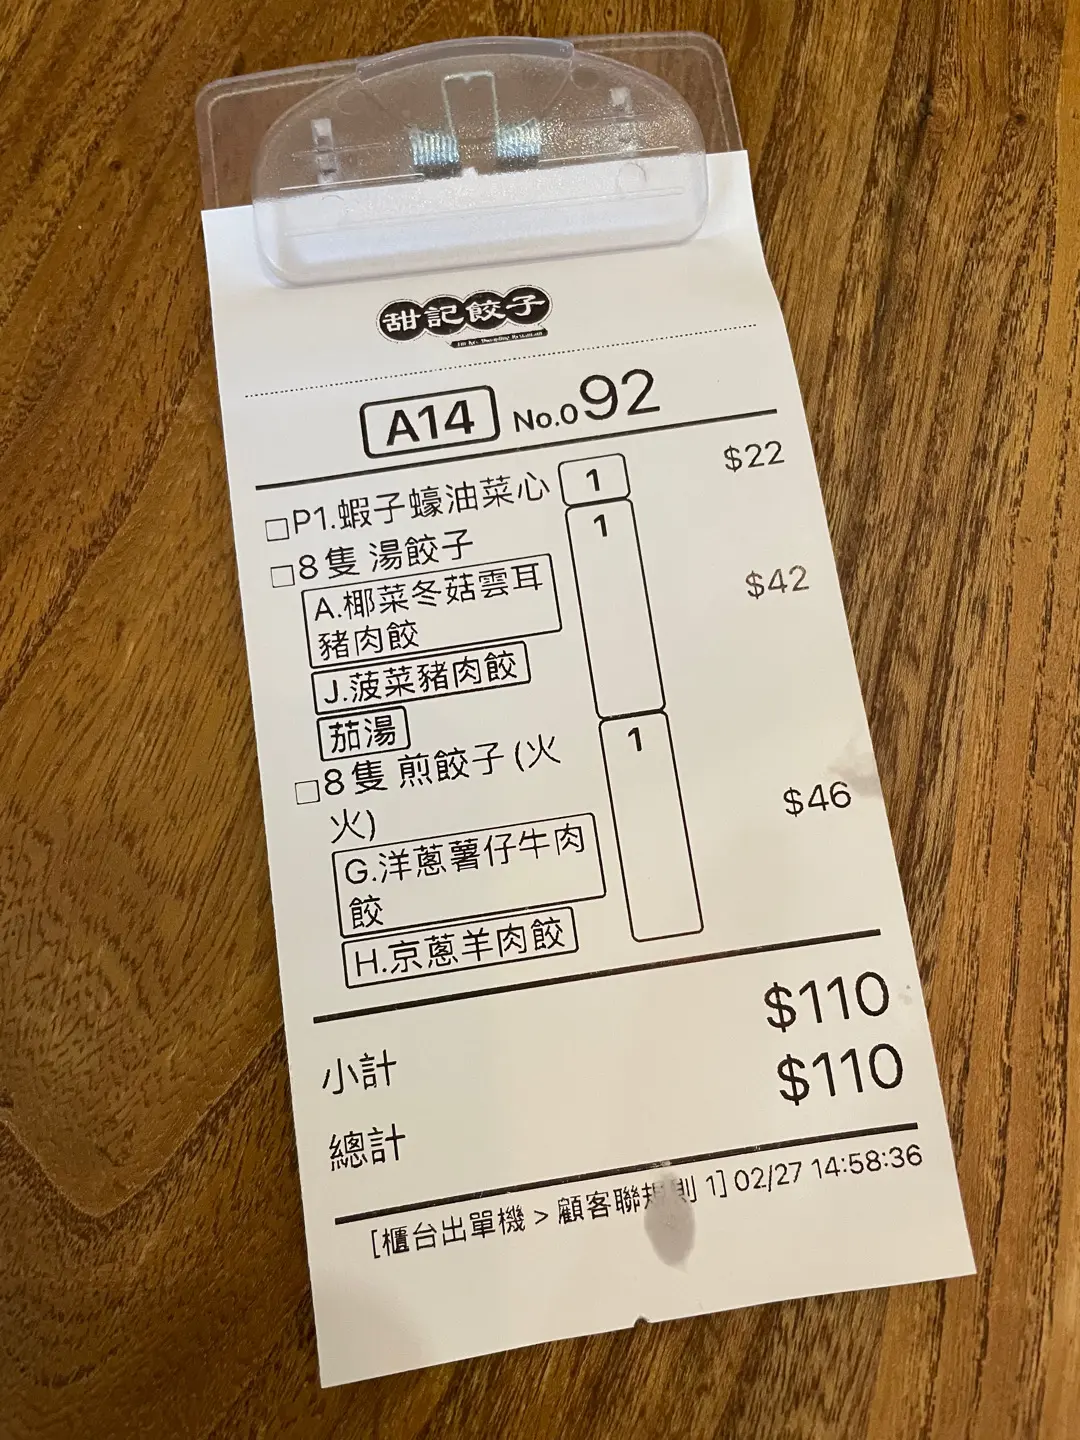 甜記餃子
A14 No.092
P1.蝦子蠔油菜心 1 $22
8隻 湯餃子 1 $42
A.椰菜冬菇雲耳
豬肉餃
J.菠菜豬肉餃
茄湯
8隻 煎餃子 (火 1 $46
火)
G.洋蔥薯仔牛肉
餃
H.京蔥羊肉餃
小計 $110
總計 $110
[櫃台出單機 > 顧客聯規則 1] 02/27 14:58:36